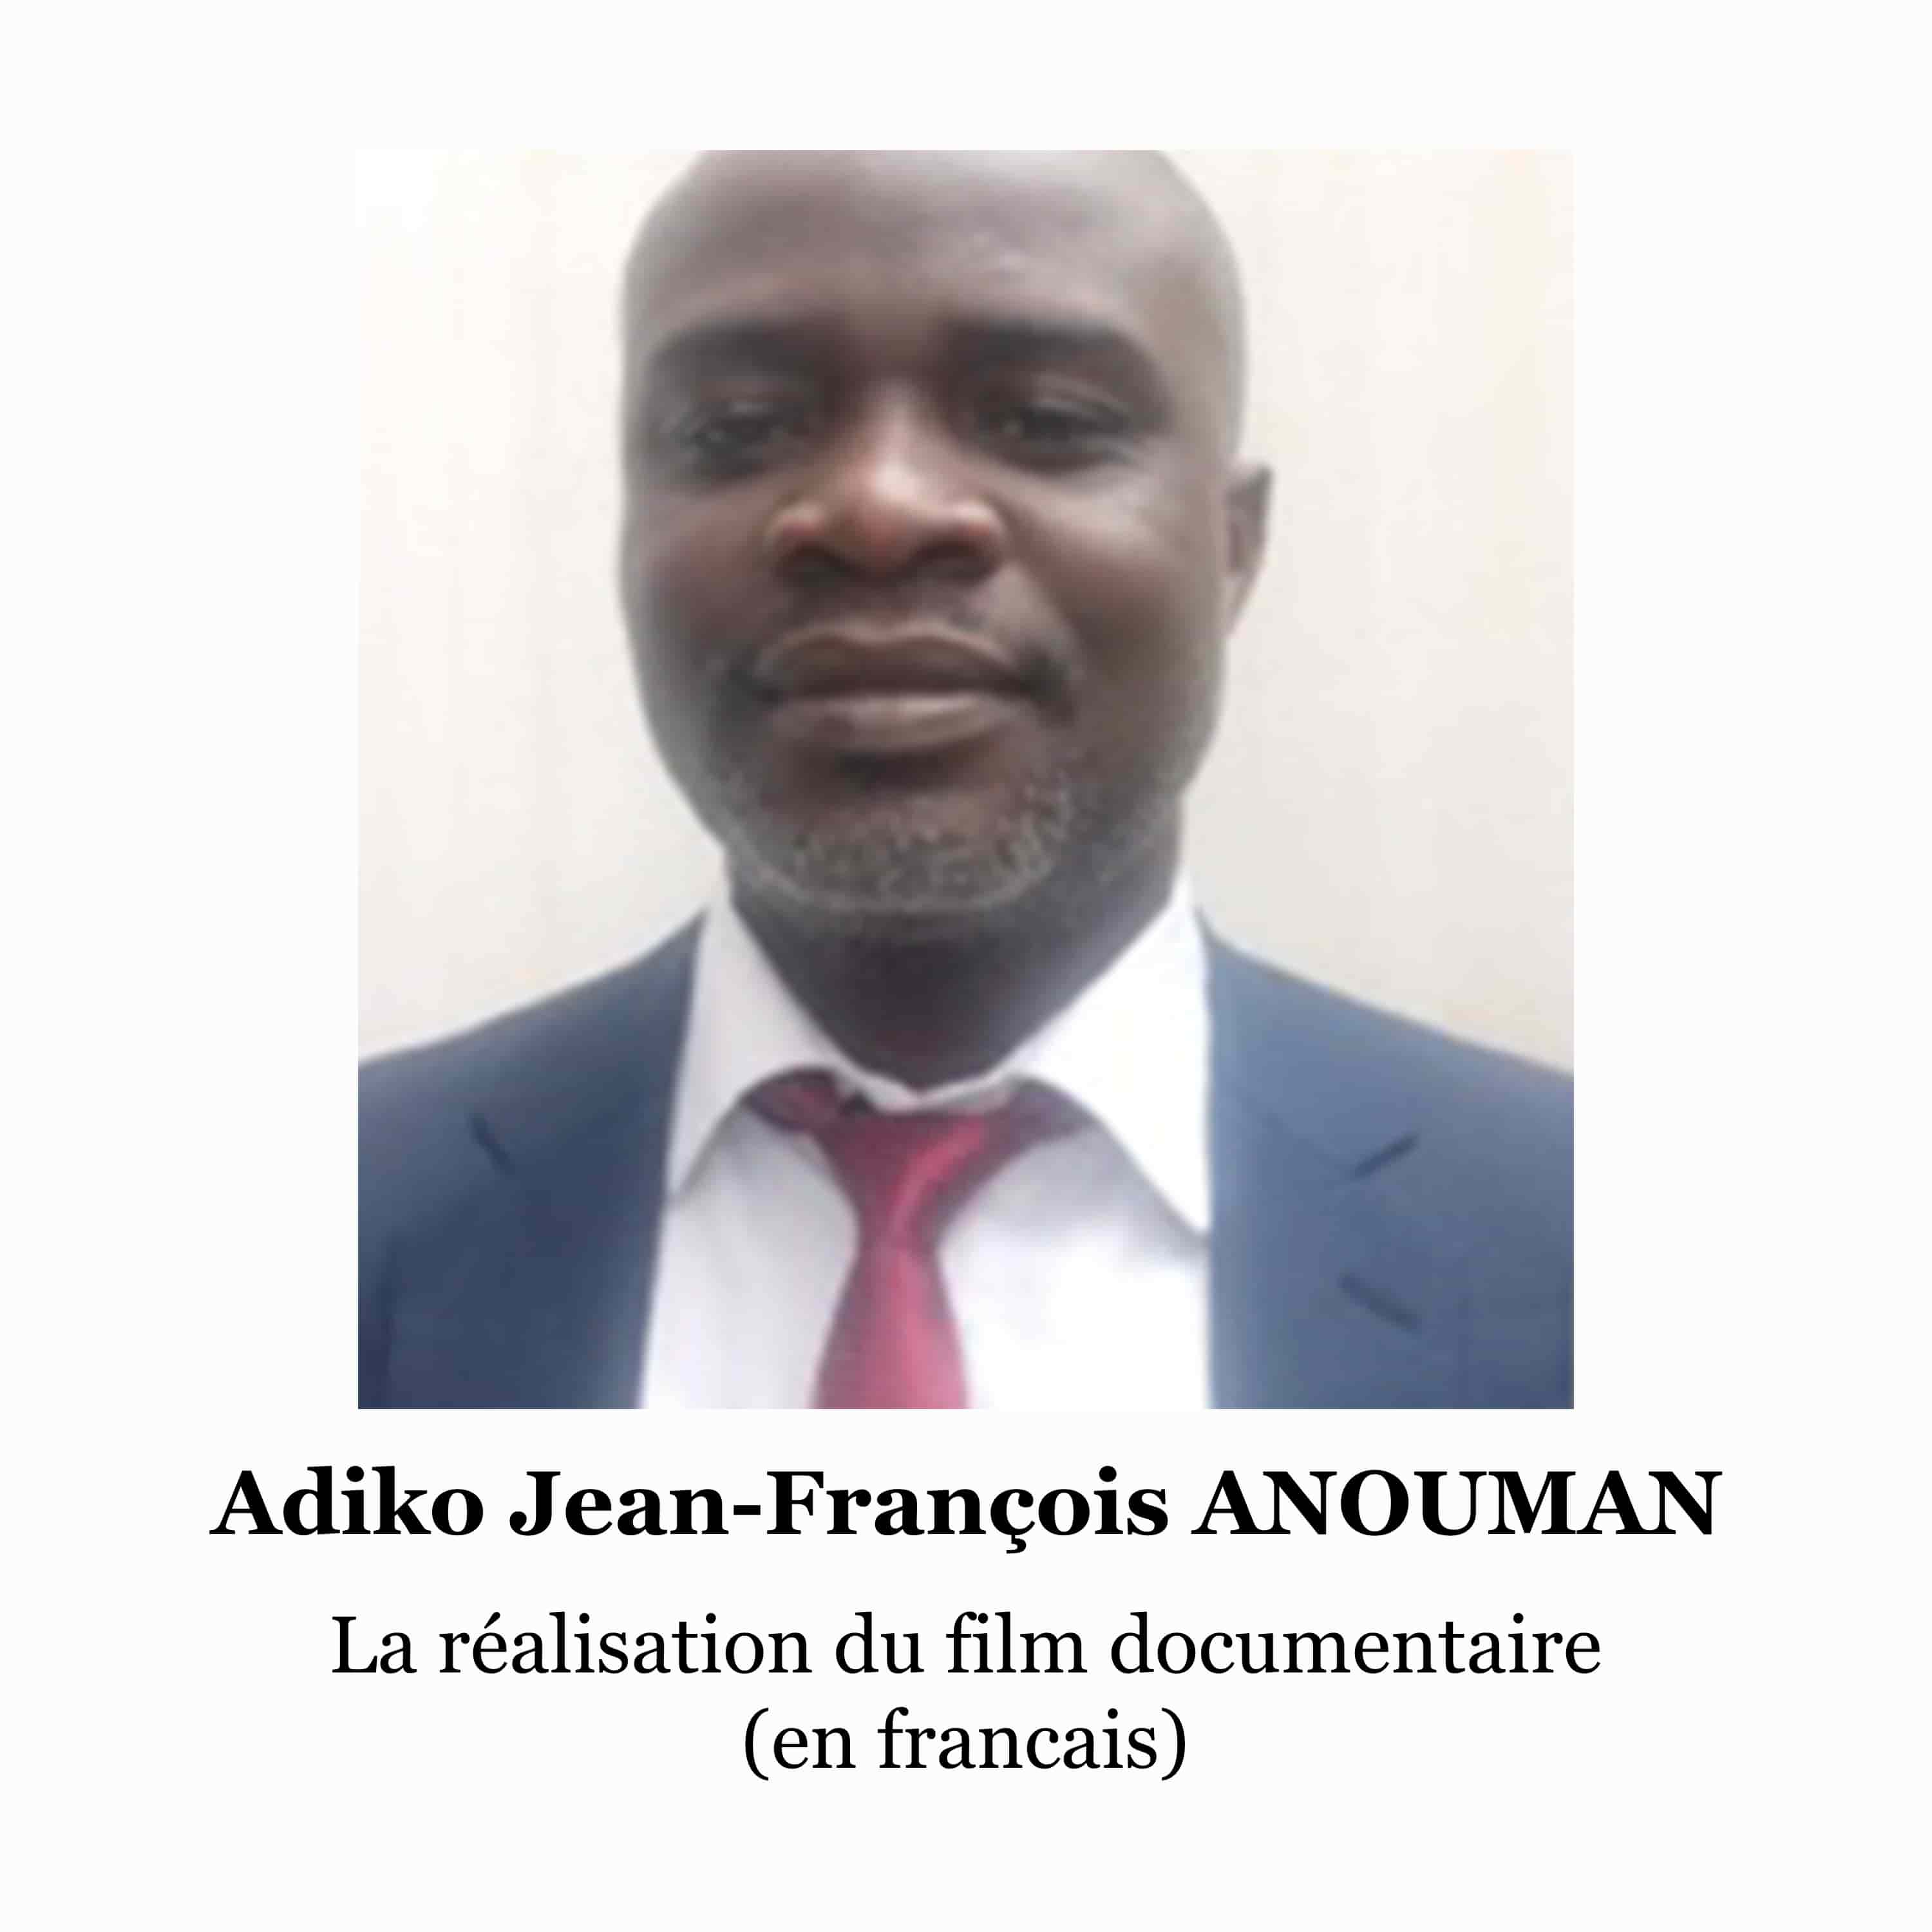 Adiko Jean-François ANOUMAN
La réalisation du film documentaire
(en francais)